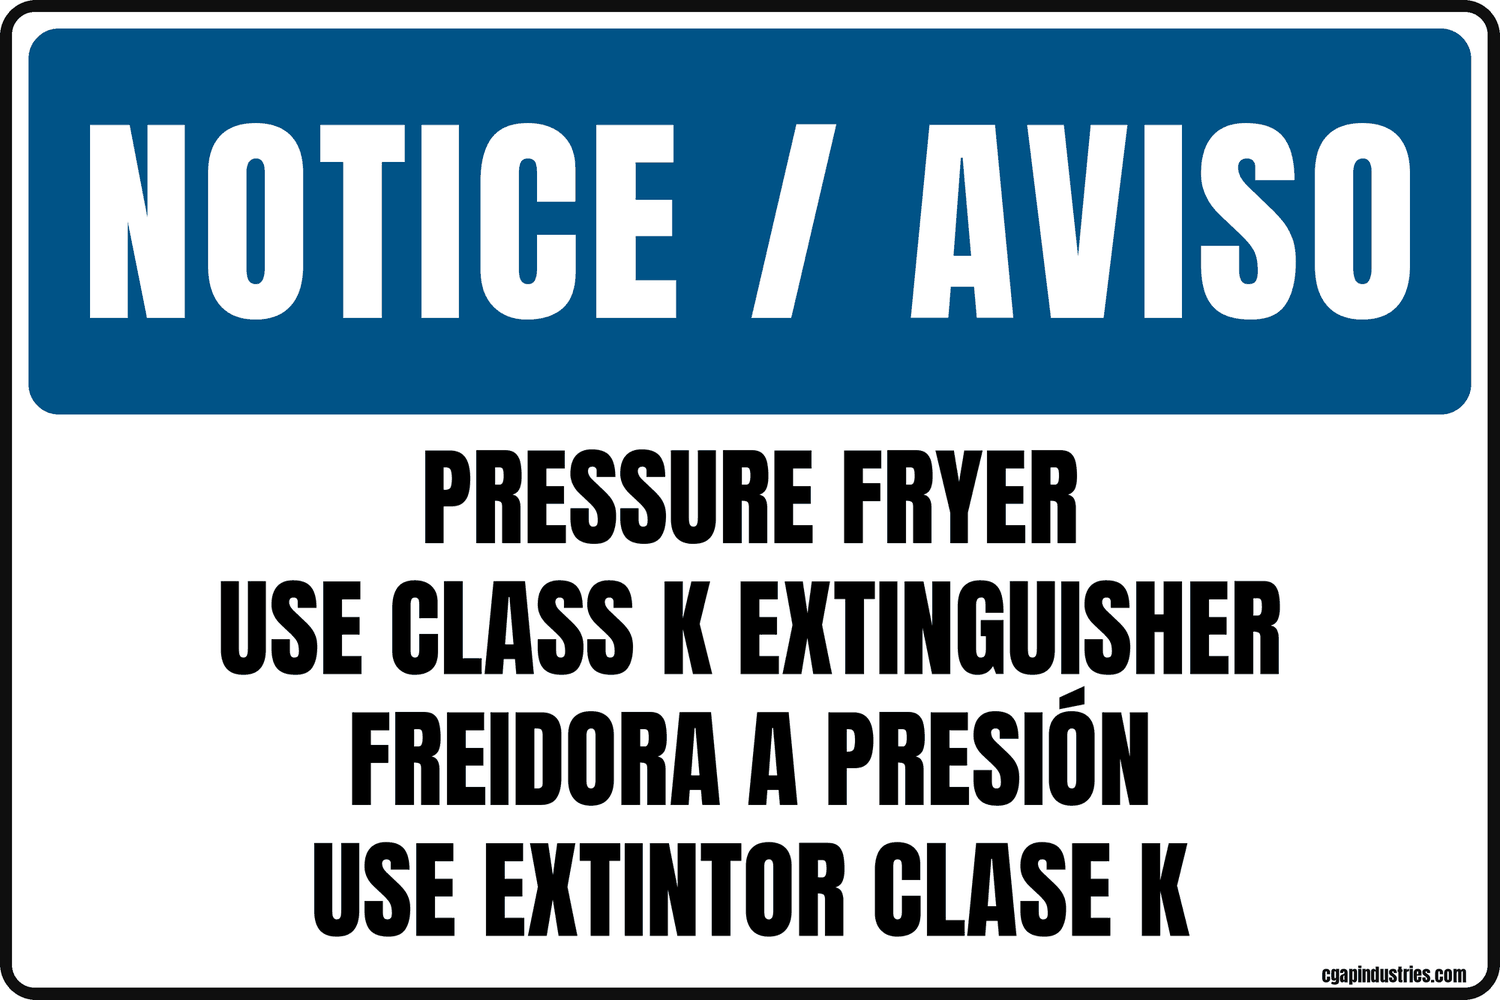 NOTICE / AVISO
PRESSURE FRYER
USE CLASS K EXTINGUISHER
FREIDORA A PRESIÓN
USE EXTINTOR CLASE K
cgapindustries.com